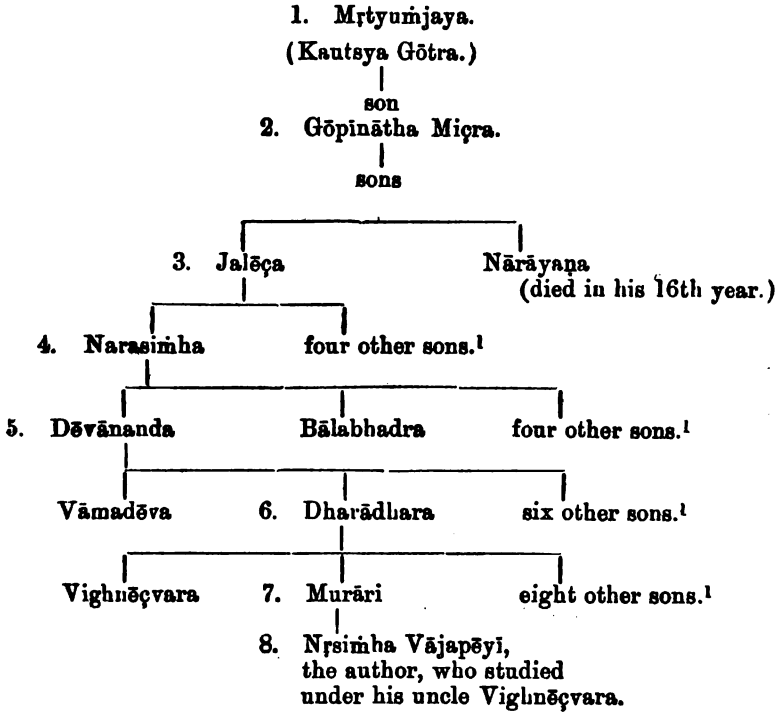 1. Mṛtyuṁjaya.
(Kautsya Gōtra.)
son
2. Gōpīnātha Miçra.
sons
3. Jalēça Nārāyaṇa
(died in his 16th year.)
4. Narasiṁha four other sons.¹
5. Dēvānanda Bālabhadra four other sons.¹
Vāmadēva 6. Dharādhara six other sons.¹
Vighnēçvara 7. Murāri eight other sons.¹
8. Nṛsiṁha Vājapēyī,
the author, who studied
under his uncle Vighnēçvara.